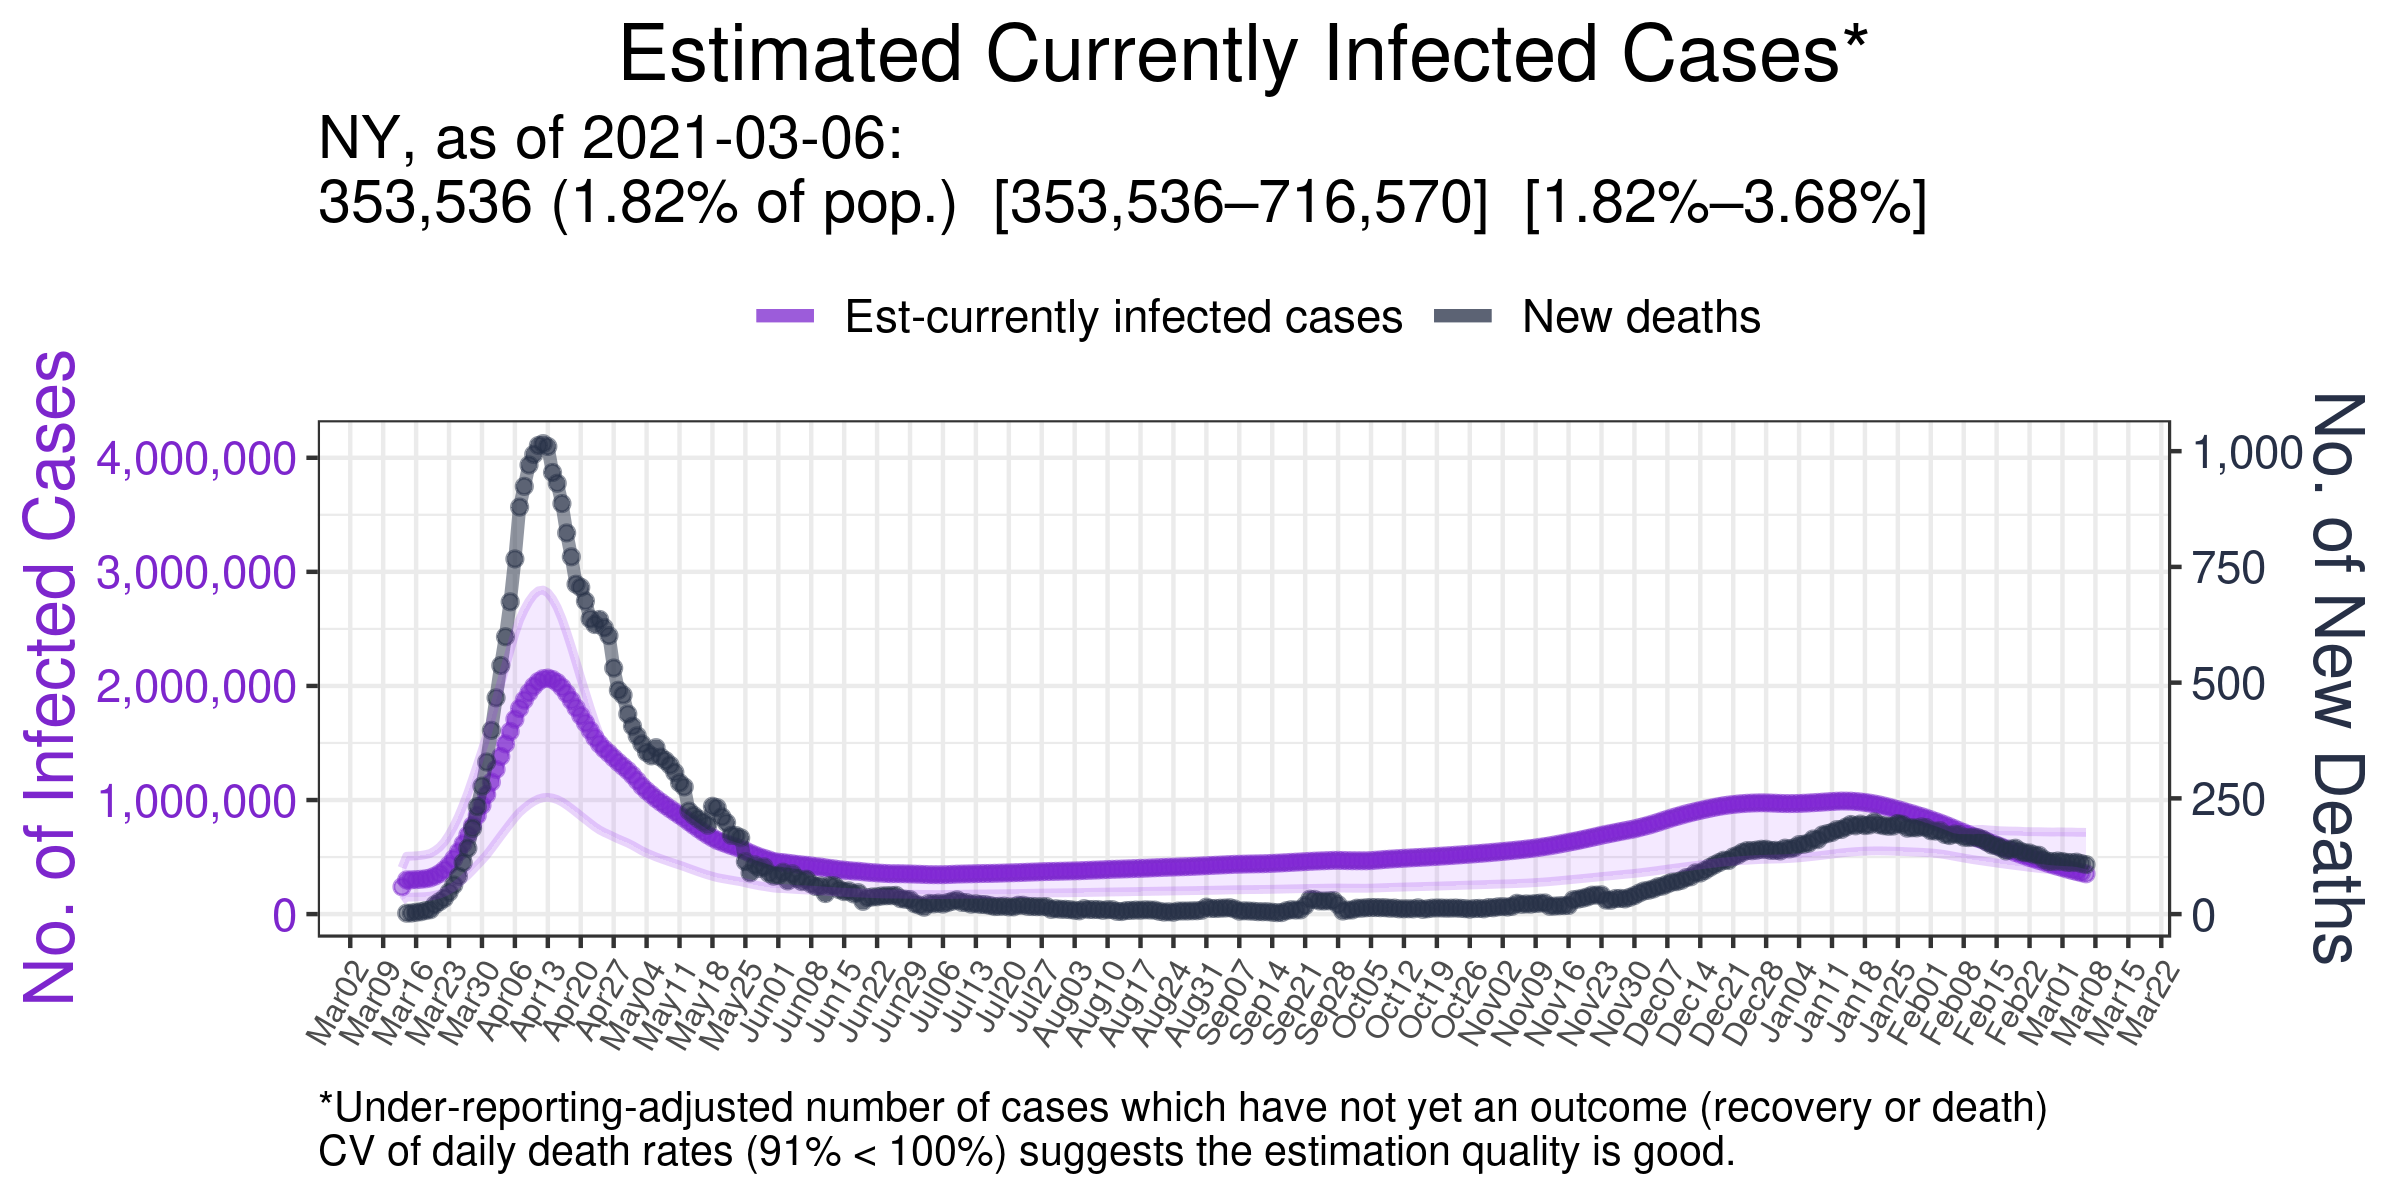 Estimated Currently Infected Cases*
NY, as of 2021-03-06:
353,536 (1.82% of pop.) [353,536–716,570] [1.82%–3.68%]
Est-currently infected cases
New deaths
No. of Infected Cases
4,000,000
3,000,000
2,000,000
1,000,000
0
1,000
750
500
250
0
No. of New Deaths
Mar02
Mar09
Mar16
Mar23
Mar30
Apr06
Apr13
Apr20
Apr27
May04
May11
May18
May25
Jun01
Jun08
Jun15
Jun22
Jun29
Jul06
Jul13
Jul20
Jul27
Aug03
Aug10
Aug17
Aug24
Aug31
Sep07
Sep14
Sep21
Sep28
Oct05
Oct12
Oct19
Oct26
Nov02
Nov09
Nov16
Nov23
Nov30
Dec07
Dec14
Dec21
Dec28
Jan04
Jan11
Jan18
Jan25
Feb01
Feb08
Feb15
Feb22
Mar01
Mar08
Mar15
Mar22
*Under-reporting-adjusted number of cases which have not yet an outcome (recovery or death)
CV of daily death rates (91% < 100%) suggests the estimation quality is good.